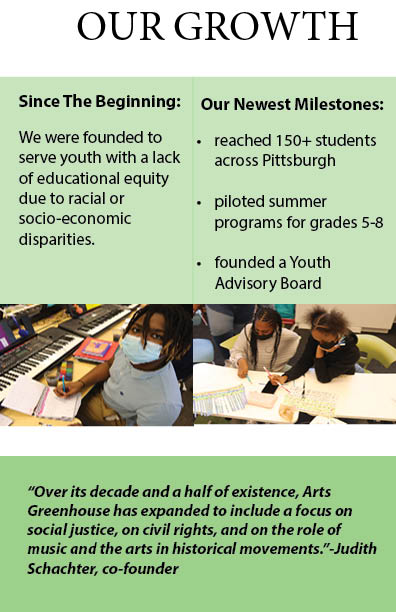 OUR GROWTH
Since The Beginning:
We were founded to
serve youth with a lack
of educational equity
due to racial or
socio-economic
disparities.
Our Newest Milestones:
• reached 150+ students
across Pittsburgh
• piloted summer
programs for grades 5-8
• founded a Youth
Advisory Board
“Over its decade and a half of existence, Arts
Greenhouse has expanded to include a focus on
social justice, on civil rights, and on the role of
music and the arts in historical movements.”-Judith
Schachter, co-founder